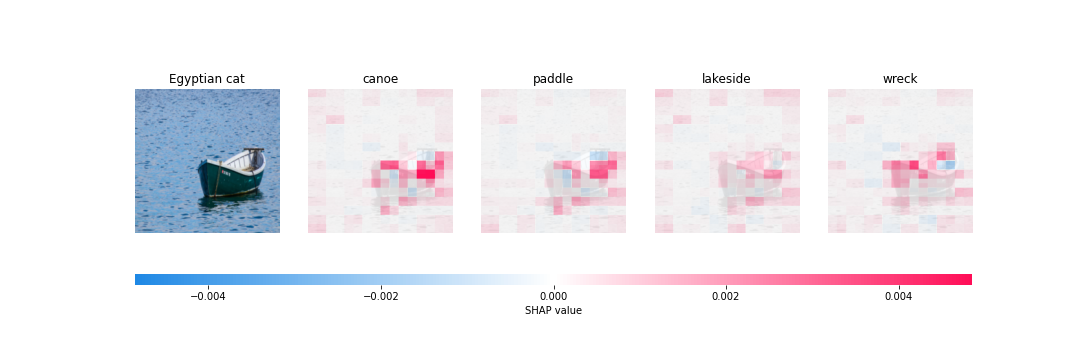 Egyptian cat
canoe
paddle
lakeside
wreck
−0.004
−0.002
0.000
0.002
0.004
SHAP value